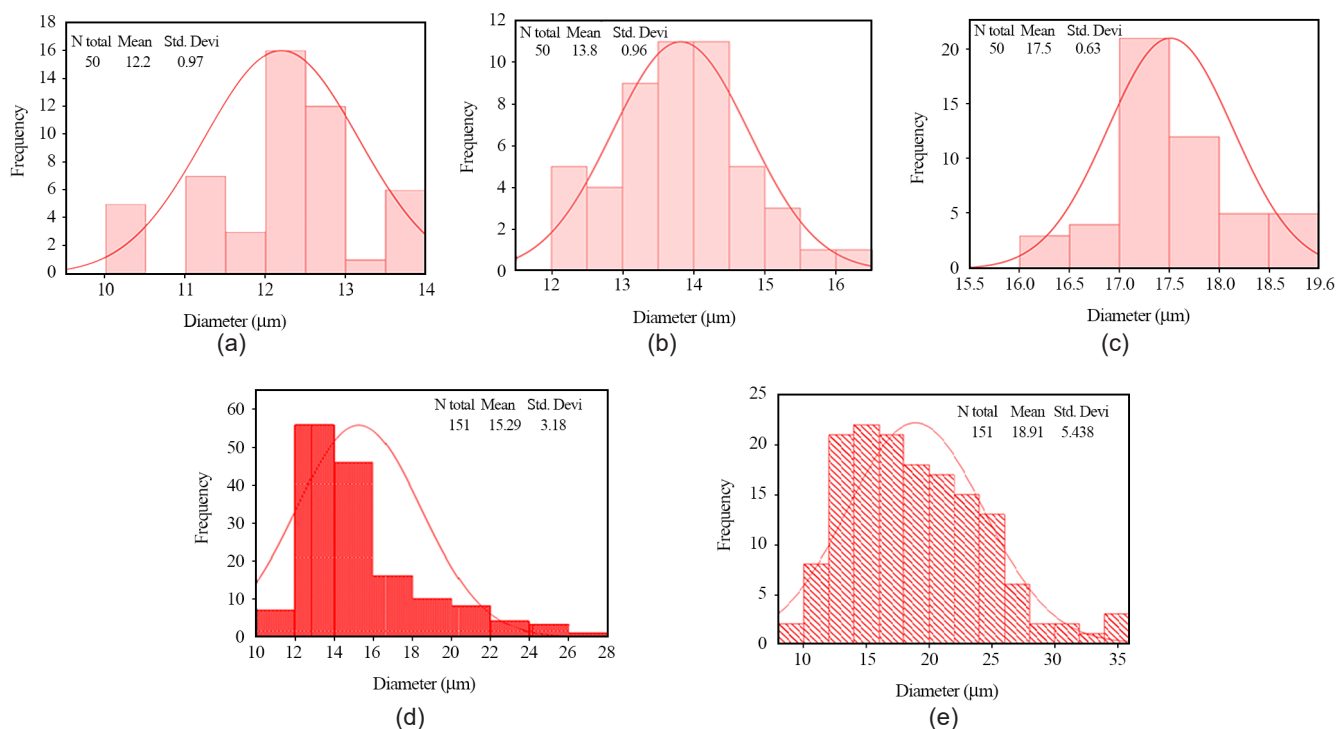 18
16
14
12
10
8
6
4
2
0
Frequency
N total Mean Std. Devi
50 12.2 0.97
10 11 12 13 14
Diameter (μm)
(a)
12
10
8
6
4
2
0
Frequency
N total Mean Std. Devi
50 13.8 0.96
12 13 14 15 16
Diameter (μm)
(b)
20
15
10
5
0
Frequency
N total Mean Std. Devi
50 17.5 0.63
15.5 16.0 16.5 17.0 17.5 18.0 18.5 19.6
Diameter (μm)
(c)
60
50
40
30
20
10
0
Frequency
N total Mean Std. Devi
151 15.29 3.18
10 12 14 16 18 20 22 24 26 28
Diameter (μm)
(d)
25
20
15
10
5
0
Frequency
N total Mean Std. Devi
151 18.91 5.438
10 15 20 25 30 35
Diameter (μm)
(e)